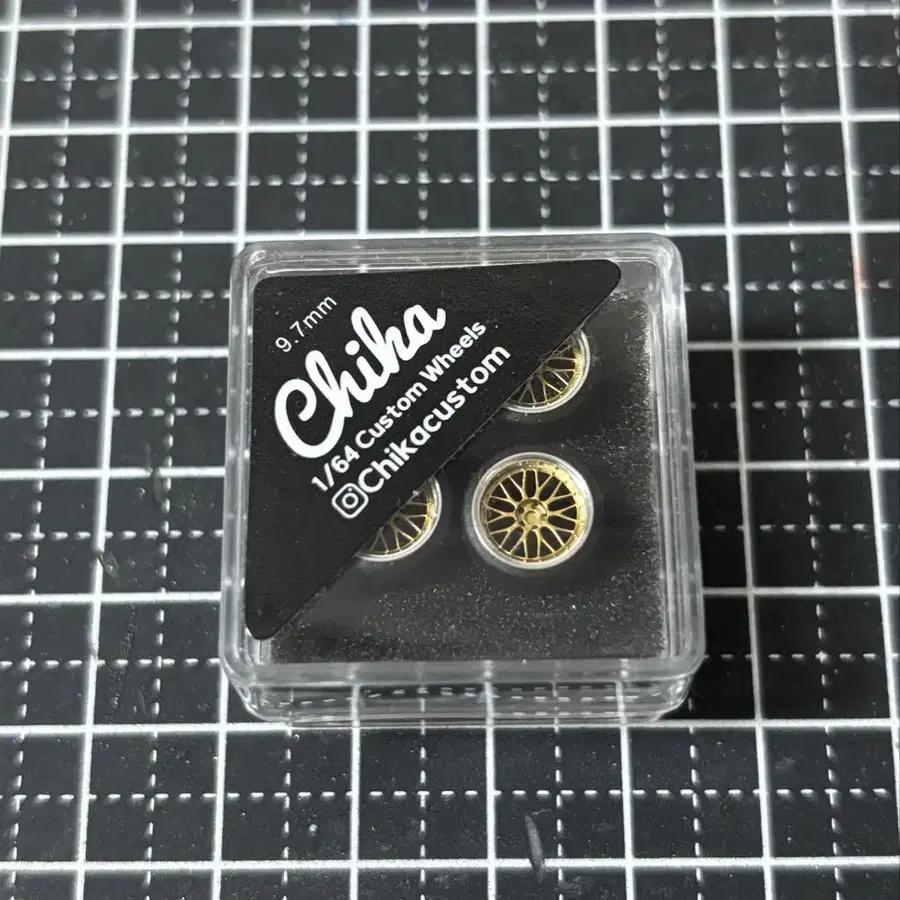 9.7mm
Chika
1/64 Custom Wheels
Chikacustom